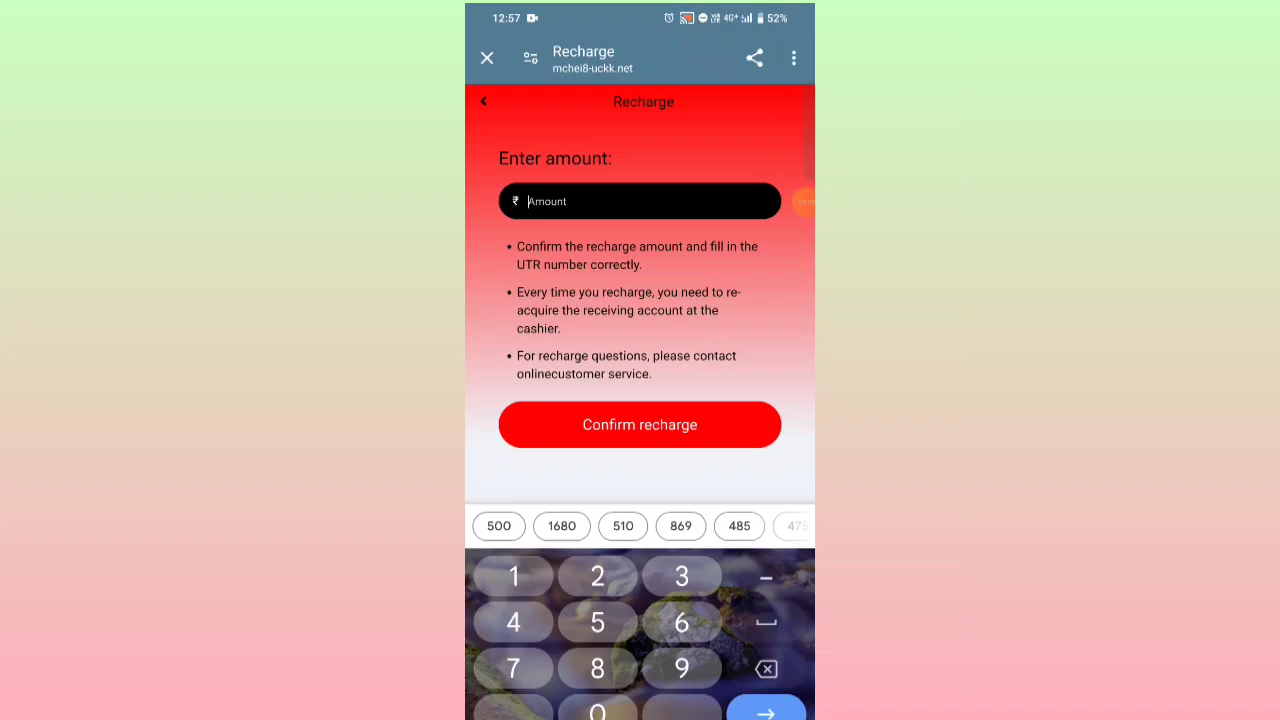 12:57 4G+ 52%
Recharge
mchei8-uckk.net
Recharge
Enter amount:
₹ Amount
• Confirm the recharge amount and fill in the
UTR number correctly.
• Every time you recharge, you need to re-
acquire the receiving account at the
cashier.
• For recharge questions, please contact
onlinecustomer service.
Confirm recharge
500 1680 510 869 485 475
1 2 3 –
4 5 6
7 8 9
0